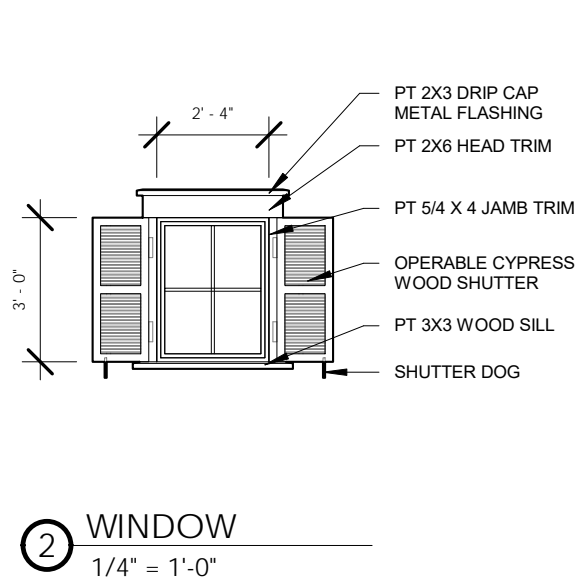 2' - 4"
3' - 0"
PT 2X3 DRIP CAP
METAL FLASHING
PT 2X6 HEAD TRIM
PT 5/4 X 4 JAMB TRIM
OPERABLE CYPRESS
WOOD SHUTTER
PT 3X3 WOOD SILL
SHUTTER DOG
2
WINDOW
1/4" = 1'-0"